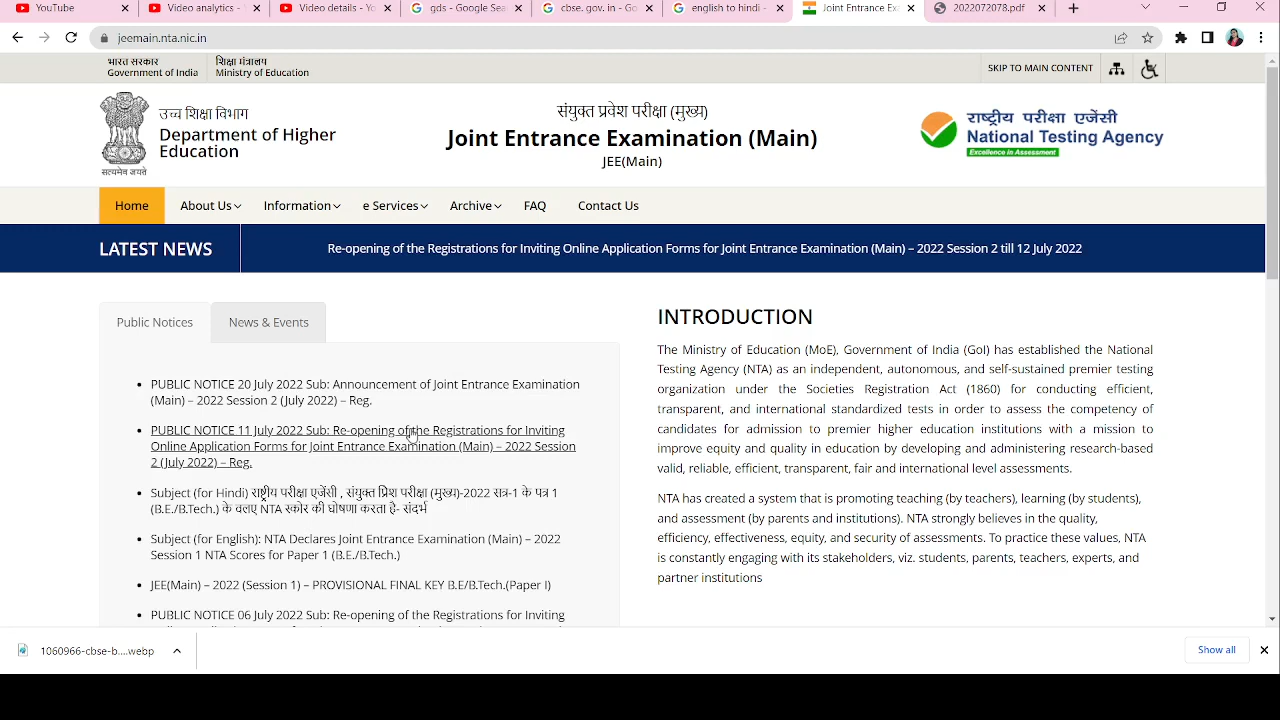 YouTube
Video analytics - Y
Video details - You
gds - Google Sea
cbse. gov. in - Go
english to hindi -
Joint Entrance Exa
2022072078.pdf
jeemain.nta.nic.in
भारत सरकार
Government of India
शिक्षा मंत्रालय
Ministry of Education
SKIP TO MAIN CONTENT
उच्च शिक्षा विभाग
Department of Higher
Education
सत्यमेव जयते
संयुक्त प्रवेश परीक्षा (मुख्य)
Joint Entrance Examination (Main)
JEE(Main)
राष्ट्रीय परीक्षा एजेंसी
National Testing Agency
Excellence in Assessment
Home
About Us
Information
e Services
Archive
FAQ
Contact Us
LATEST NEWS
Re-opening of the Registrations for Inviting Online Application Forms for Joint Entrance Examination (Main) – 2022 Session 2 till 12 July 2022
Public Notices
News & Events
PUBLIC NOTICE 20 July 2022 Sub: Announcement of Joint Entrance Examination
(Main) – 2022 Session 2 (July 2022) – Reg.
PUBLIC NOTICE 11 July 2022 Sub: Re-opening of the Registrations for Inviting
Online Application Forms for Joint Entrance Examination (Main) – 2022 Session
2 (July 2022) – Reg.
Subject (for Hindi) राष्ट्रीय परीक्षा एजेंसी , संयुक्त प्रिेश परीक्षा (मुख्य)-2022 सत्र-1 के पत्र 1
(B.E./B.Tech.) के वलए NTA स्कोर की घोषणा करता है- संदर्भ
Subject (for English): NTA Declares Joint Entrance Examination (Main) – 2022
Session 1 NTA Scores for Paper 1 (B.E./B.Tech.)
JEE(Main) – 2022 (Session 1) – PROVISIONAL FINAL KEY B.E/B.Tech.(Paper I)
PUBLIC NOTICE 06 July 2022 Sub: Re-opening of the Registrations for Inviting
INTRODUCTION
The Ministry of Education (MoE), Government of India (GoI) has established the National
Testing Agency (NTA) as an independent, autonomous, and self-sustained premier testing
organization under the Societies Registration Act (1860) for conducting efficient,
transparent, and international standardized tests in order to assess the competency of
candidates for admission to premier higher education institutions with a mission to
improve equity and quality in education by developing and administering research-based
valid, reliable, efficient, transparent, fair and international level assessments.
NTA has created a system that is promoting teaching (by teachers), learning (by students),
and assessment (by parents and institutions). NTA strongly believes in the quality,
efficiency, effectiveness, equity, and security of assessments. To practice these values, NTA
is constantly engaging with its stakeholders, viz. students, parents, teachers, experts, and
partner institutions
1060966-cbse-b....webp
Show all